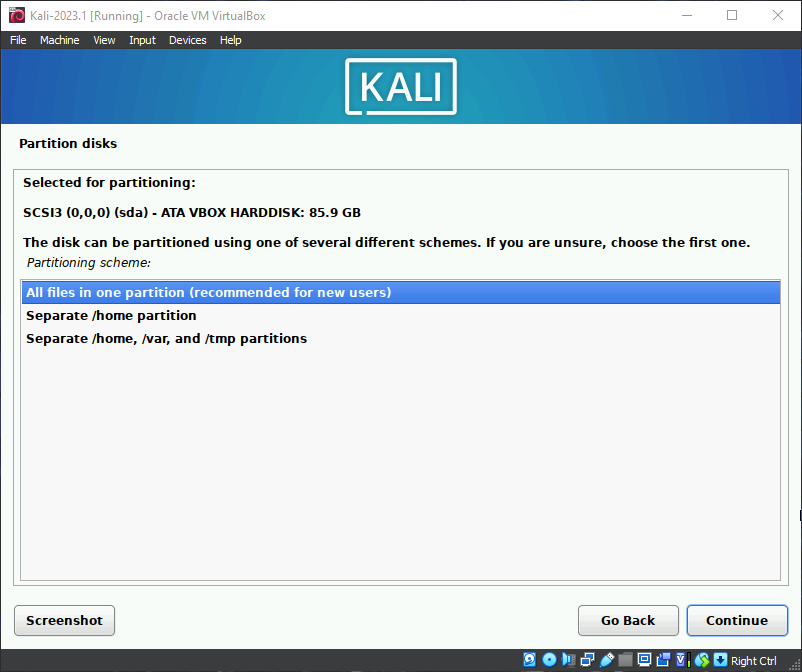 Kali-2023.1 [Running] - Oracle VM VirtualBox
File Machine View Input Devices Help
KALI
Partition disks
Selected for partitioning:
SCSI3 (0,0,0) (sda) - ATA VBOX HARDDISK: 85.9 GB
The disk can be partitioned using one of several different schemes. If you are unsure, choose the first one.
Partitioning scheme:
All files in one partition (recommended for new users)
Separate /home partition
Separate /home, /var, and /tmp partitions
Screenshot Go Back Continue
Right Ctrl